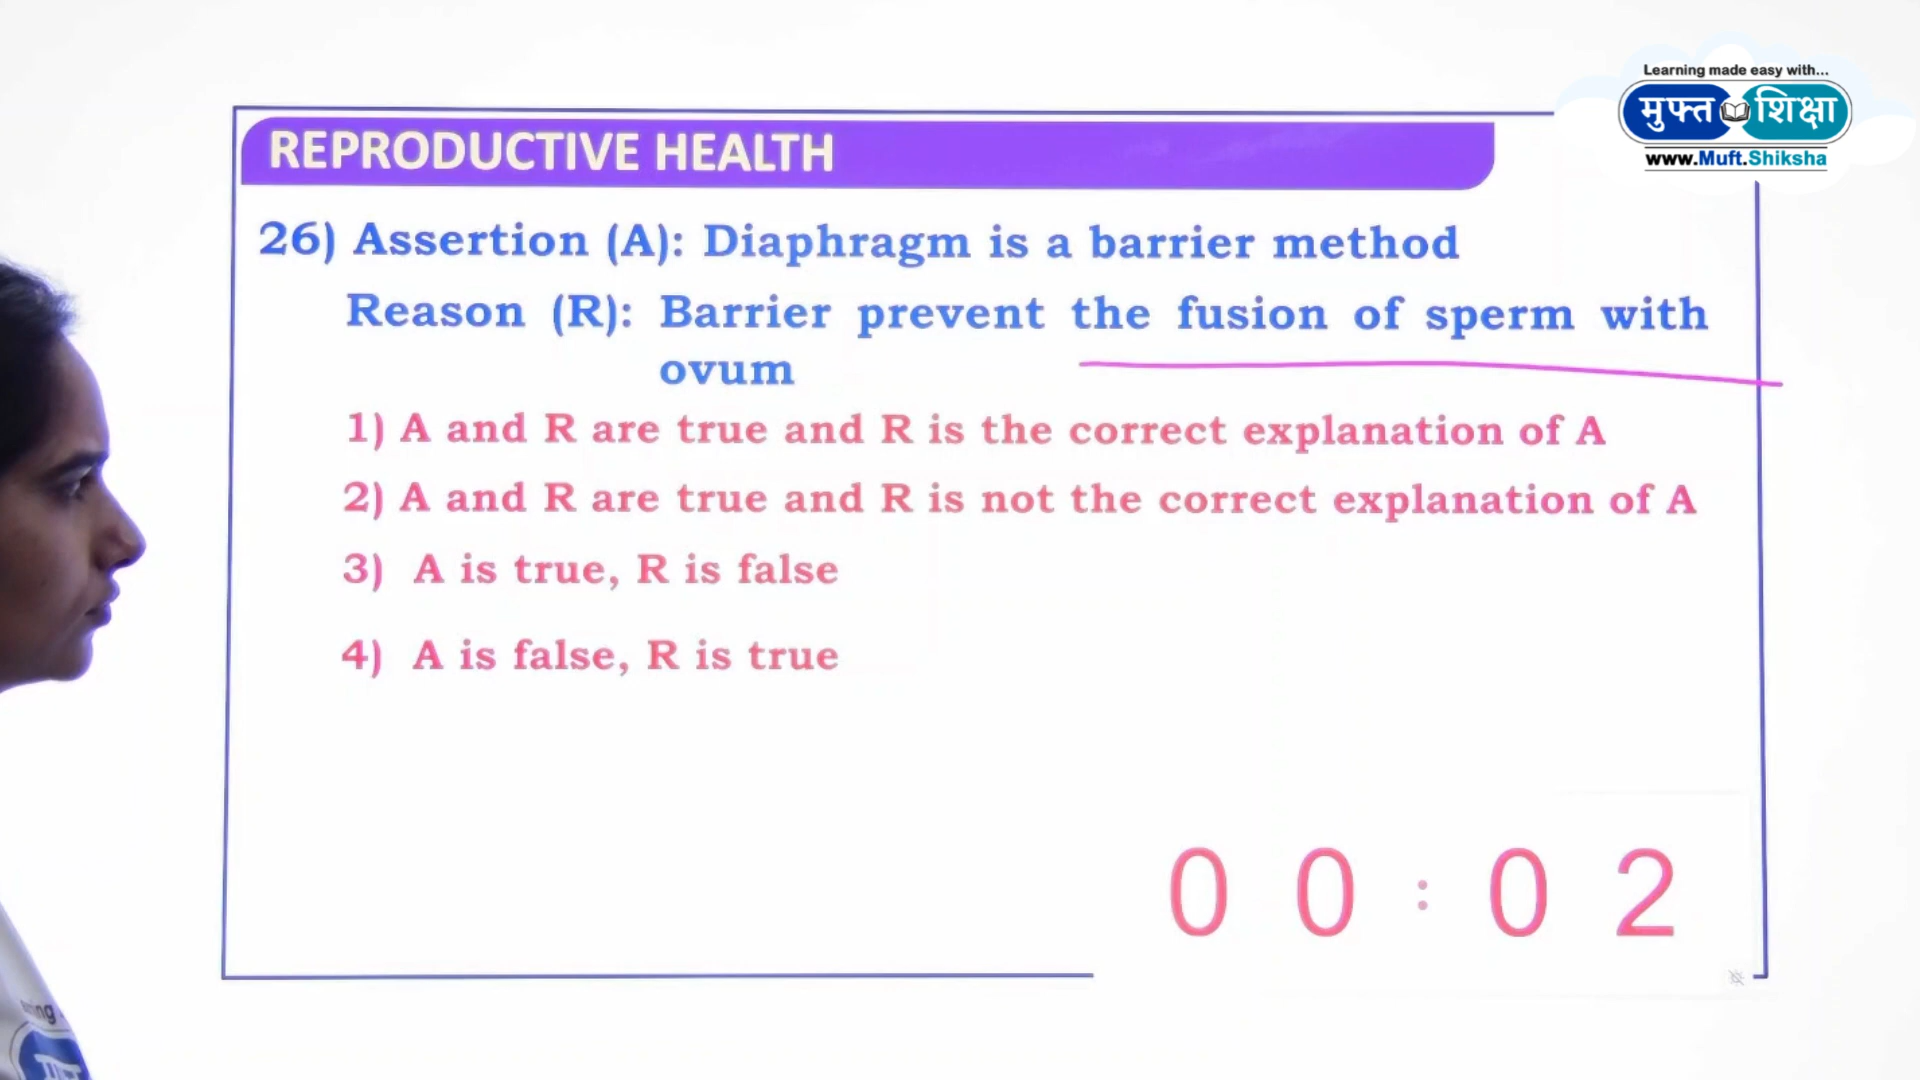 Learning made easy with...
मुफ्त शिक्षा
www.Muft.Shiksha
REPRODUCTIVE HEALTH
26) Assertion (A): Diaphragm is a barrier method
Reason (R): Barrier prevent the fusion of sperm with
ovum
1) A and R are true and R is the correct explanation of A
2) A and R are true and R is not the correct explanation of A
3) A is true, R is false
4) A is false, R is true
00:02